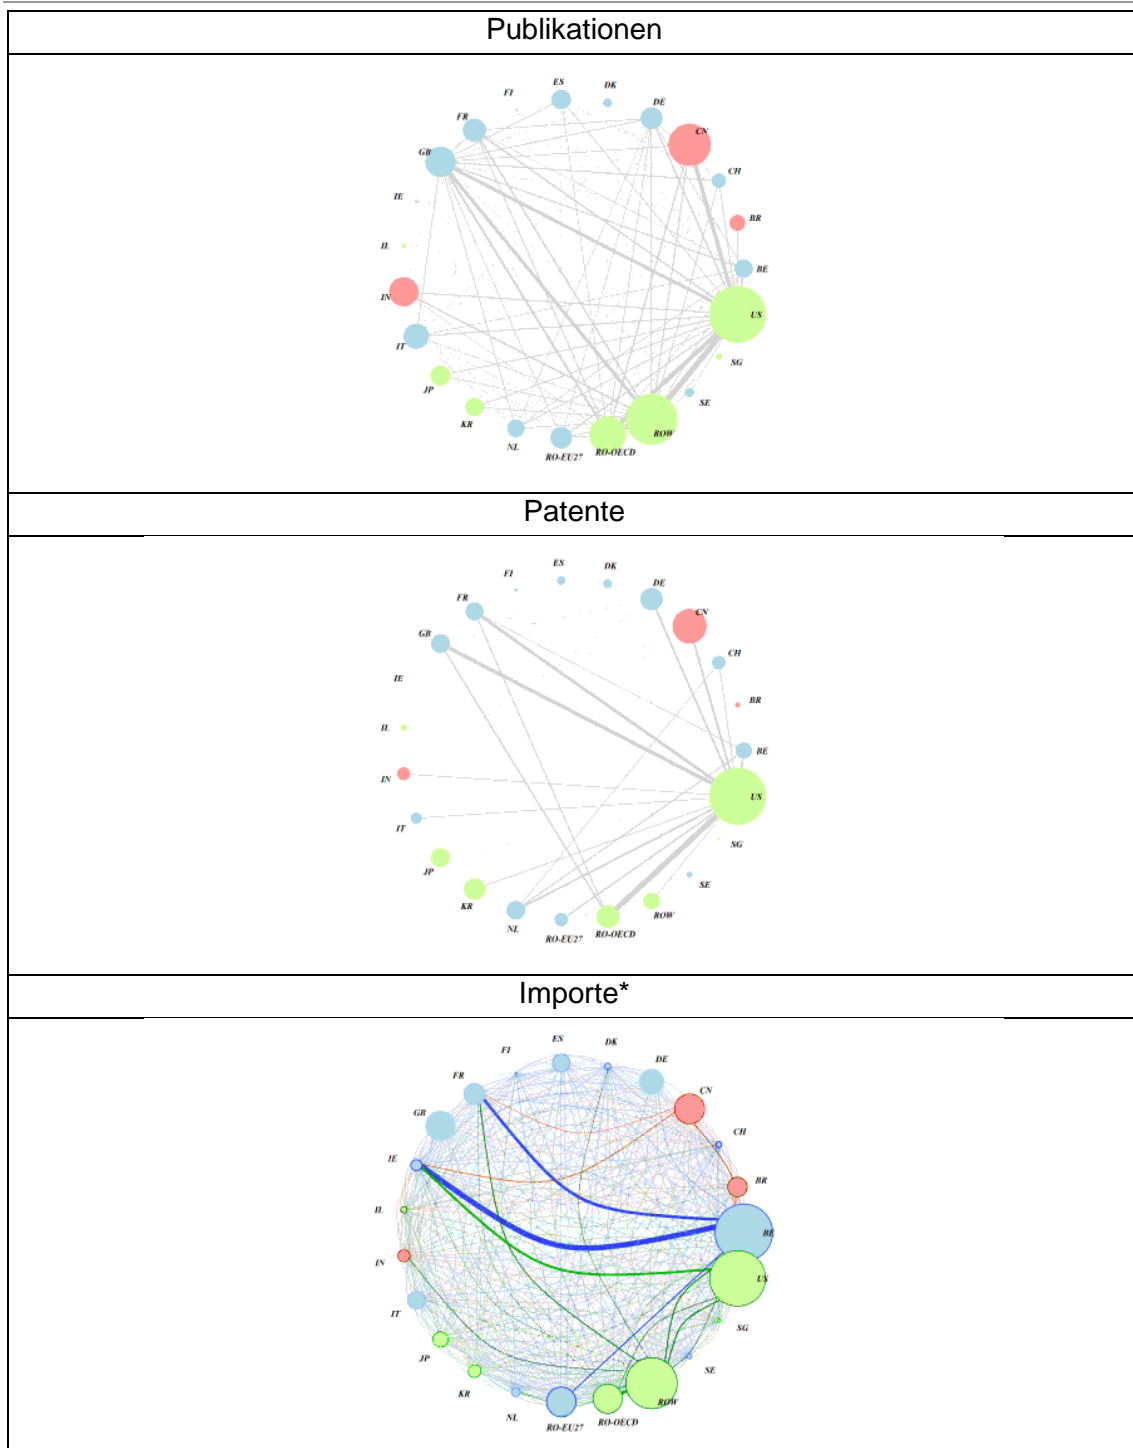 Publikationen
ES
DK
FI
DE
FR
CN
GB
CH
IE
BR
IL
BE
IN
US
IT
SG
JP
SE
KR
ROW
NL
RO-EU27
RO-OECD
Patente
ES
DK
FI
DE
FR
CN
GB
CH
IE
BR
IL
BE
IN
US
IT
SG
JP
SE
KR
ROW
NL
RO-EU27
RO-OECD
Importe*
ES
DK
FI
DE
FR
CN
GB
CH
IE
BR
IL
BE
IN
US
IT
SG
JP
SE
KR
ROW
NL
RO-EU27
RO-OECD